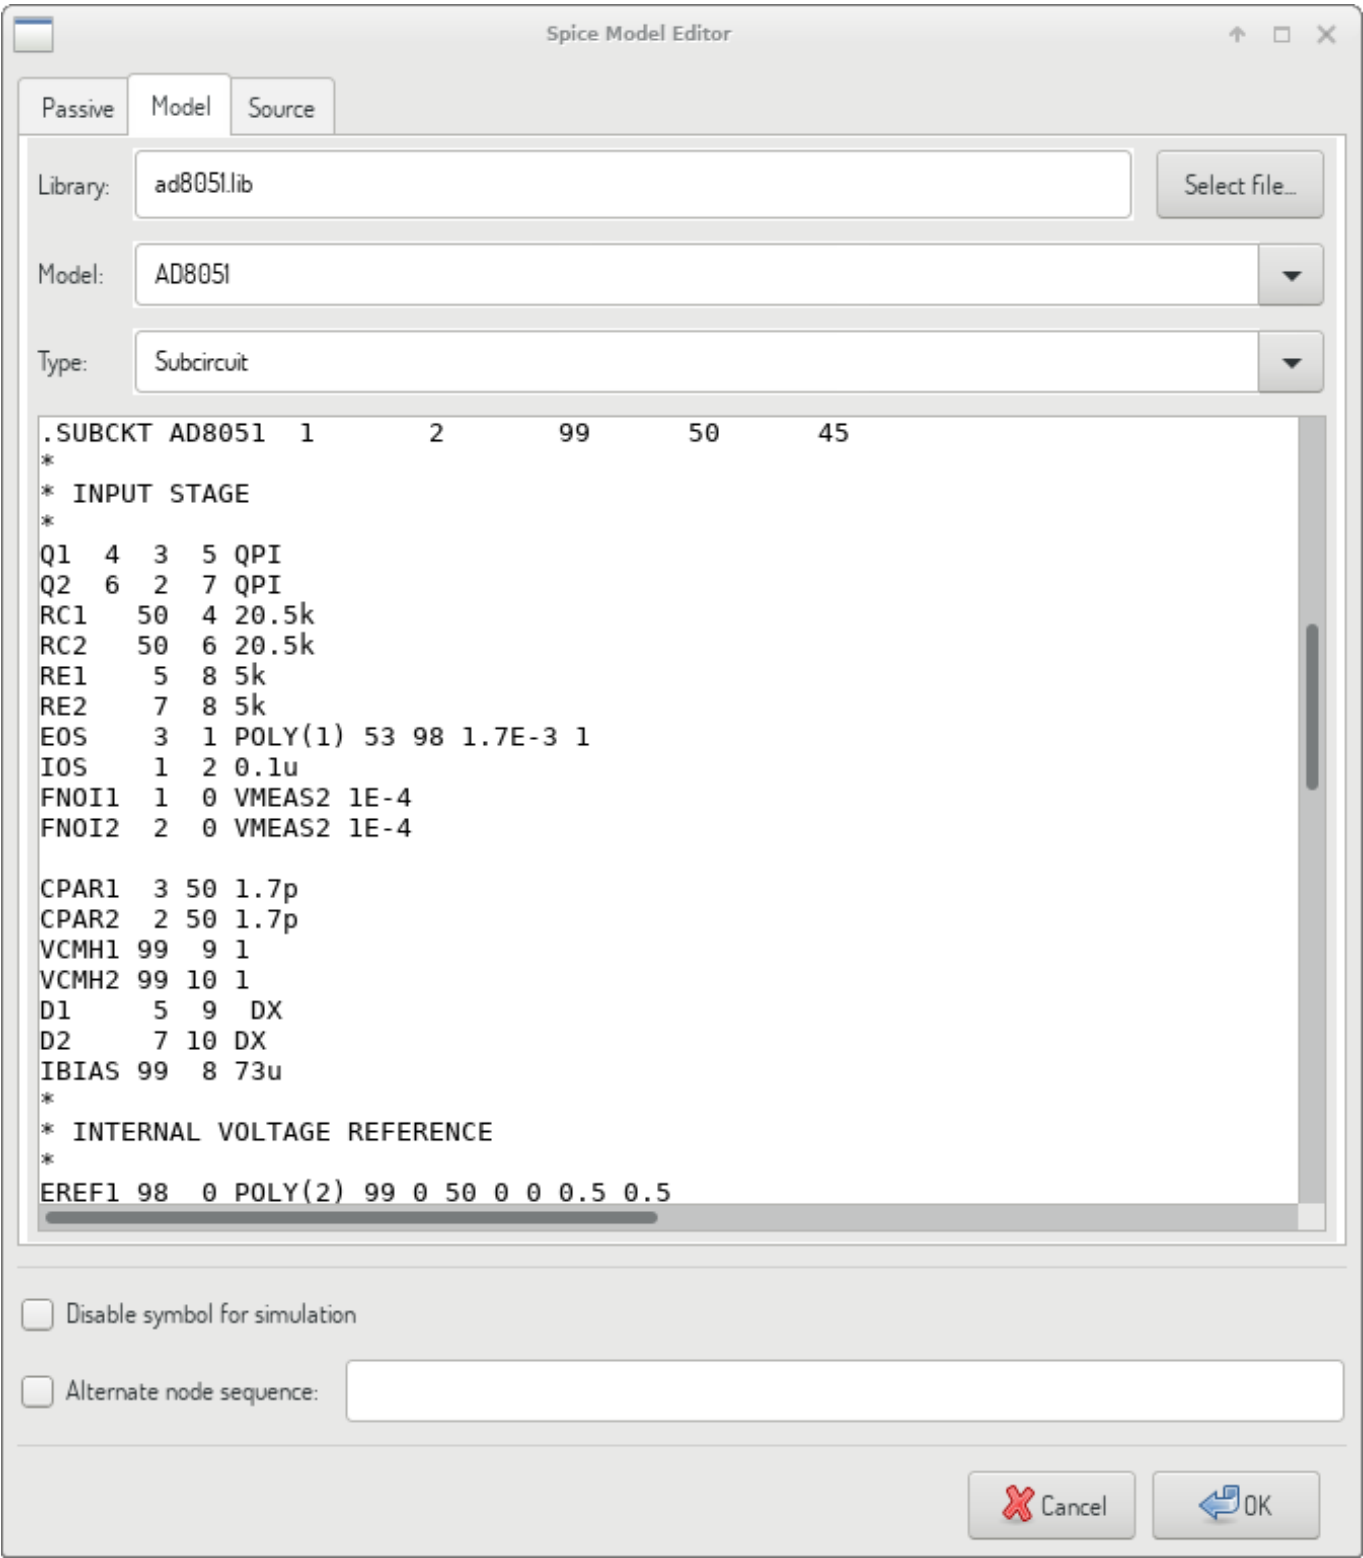 Spice Model Editor
Passive Model Source
Library: ad8051.lib Select file...
Model: AD8051
Type: Subcircuit
.SUBCKT AD8051  1       2       99      50      45
*
* INPUT STAGE
*
Q1  4  3  5 QPI
Q2  6  2  7 QPI
RC1   50  4 20.5k
RC2   50  6 20.5k
RE1    5  8 5k
RE2    7  8 5k
EOS    3  1 POLY(1) 53 98 1.7E-3 1
IOS    1  2 0.1u
FNOI1  1  0 VMEAS2 1E-4
FNOI2  2  0 VMEAS2 1E-4
CPAR1  3 50 1.7p
CPAR2  2 50 1.7p
VCMH1 99  9 1
VCMH2 99 10 1
D1     5  9  DX
D2     7 10 DX
IBIAS 99  8 73u
*
* INTERNAL VOLTAGE REFERENCE
*
EREF1 98  0 POLY(2) 99 0 50 0 0 0.5 0.5
Disable symbol for simulation
Alternate node sequence:
Cancel OK